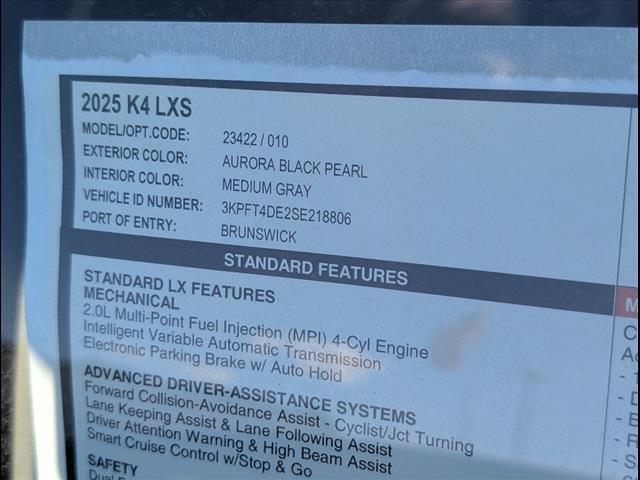 2025 K4 LXS
MODEL/OPT.CODE: 23422 / 010
EXTERIOR COLOR: AURORA BLACK PEARL
INTERIOR COLOR: MEDIUM GRAY
VEHICLE ID NUMBER: 3KPFT4DE2SE218806
PORT OF ENTRY: BRUNSWICK
STANDARD FEATURES
STANDARD LX FEATURES
MECHANICAL
2.0L Multi-Point Fuel Injection (MPI) 4-Cyl Engine
Intelligent Variable Automatic Transmission
Electronic Parking Brake w/ Auto Hold
ADVANCED DRIVER-ASSISTANCE SYSTEMS
Forward Collision-Avoidance Assist - Cyclist/Jct Turning
Lane Keeping Assist & Lane Following Assist
Driver Attention Warning & High Beam Assist
Smart Cruise Control w/Stop & Go
SAFETY